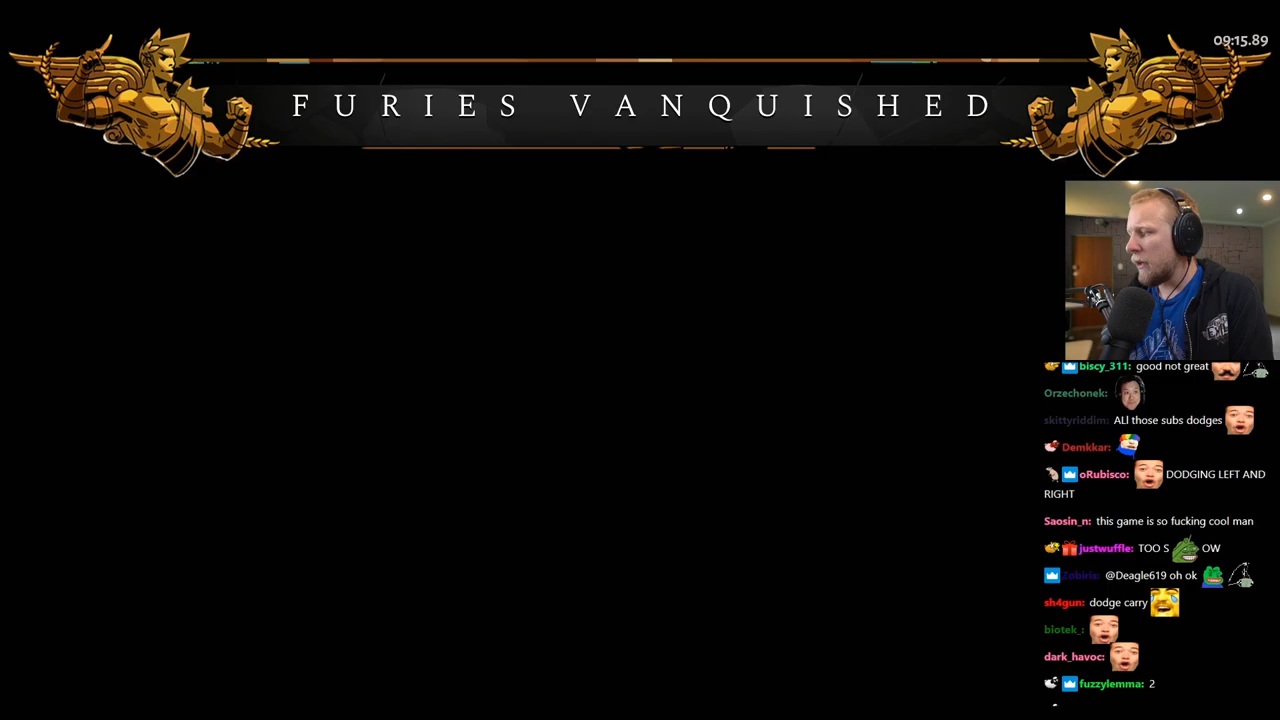 09:15.89
FURIES VANQUISHED
biscy_311: good not great
Orzechonek:
skittyriddim: ALl those subs dodges
Demkkar:
oRubisco: DODGING LEFT AND
RIGHT
Saosin_n: this game is so fucking cool man
justwuffle: TOO S OW
Zobiris: @Deagle619 oh ok
sh4gun: dodge carry
biotek_:
dark_havoc:
fuzzylemma: 2